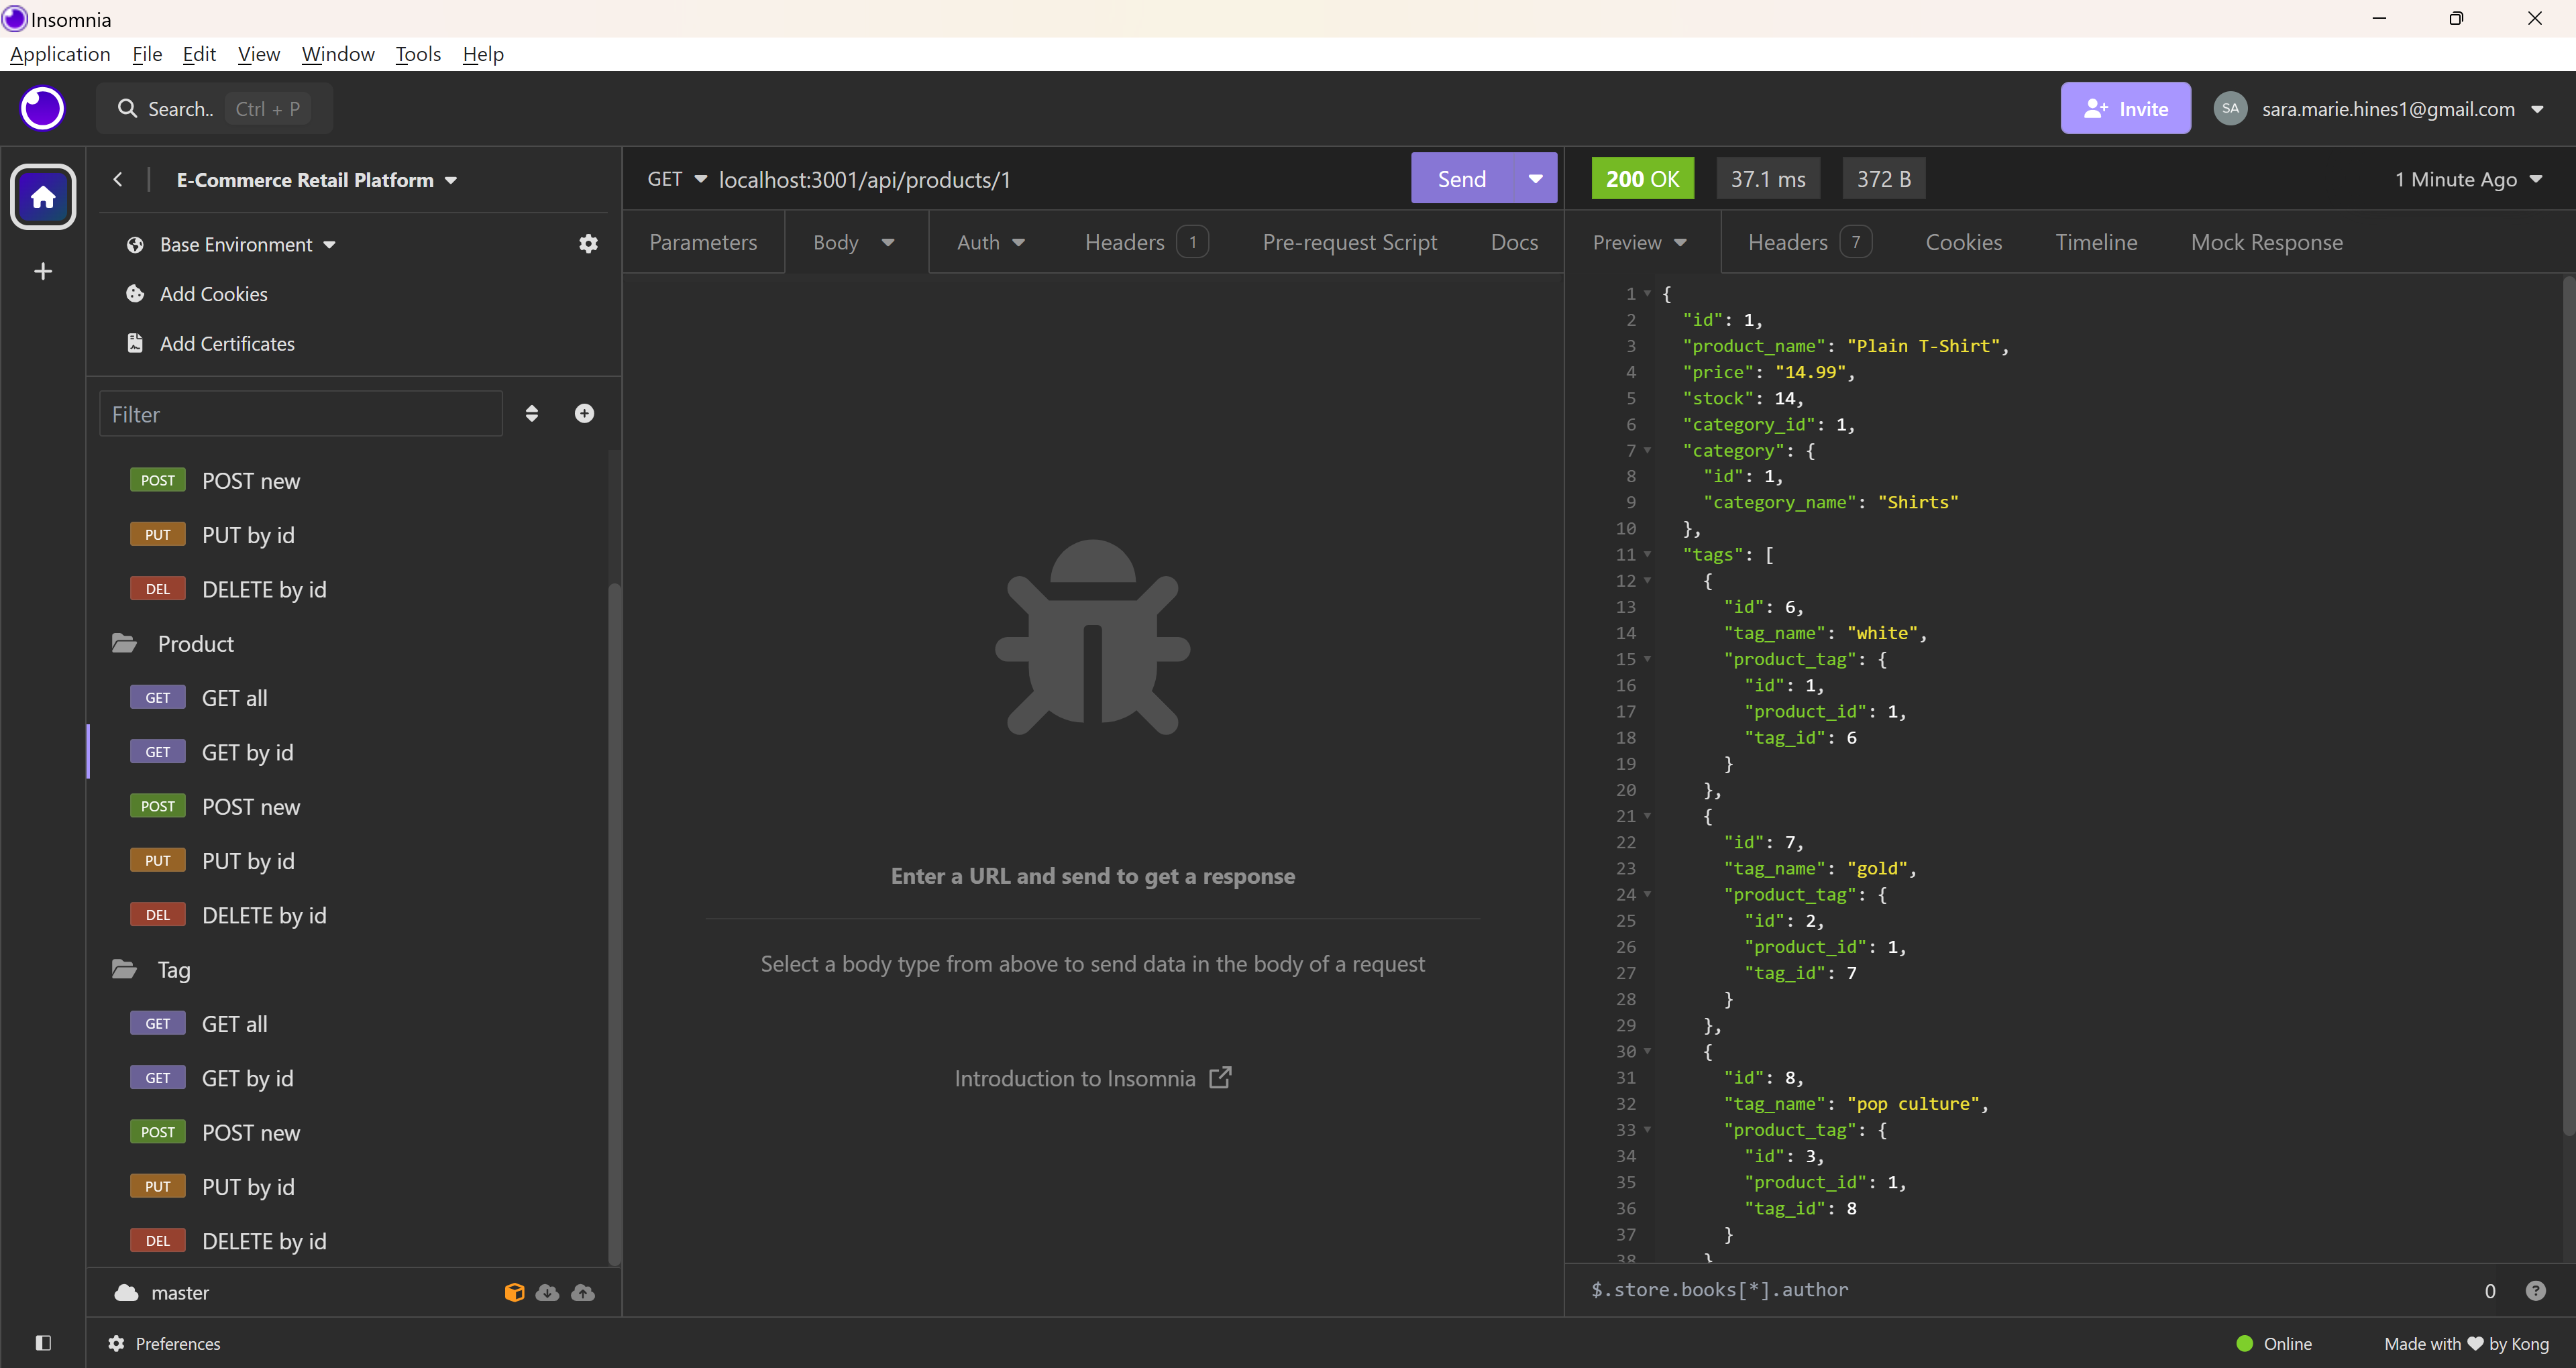 Insomnia
Application File Edit View Window Tools Help
Search.. Ctrl + P
Invite
SA sara.marie.hines1@gmail.com
E-Commerce Retail Platform
Base Environment
Add Cookies
Add Certificates
Filter
POST POST new
PUT PUT by id
DEL DELETE by id
Product
GET GET all
GET GET by id
POST POST new
PUT PUT by id
DEL DELETE by id
Tag
GET GET all
GET GET by id
POST POST new
PUT PUT by id
DEL DELETE by id
master
Preferences
GET localhost:3001/api/products/1 Send
Parameters Body Auth Headers 1 Pre-request Script Docs
Enter a URL and send to get a response
Select a body type from above to send data in the body of a request
Introduction to Insomnia
200 OK 37.1 ms 372 B 1 Minute Ago
Preview Headers 7 Cookies Timeline Mock Response
1 {
2 "id": 1,
3 "product_name": "Plain T-Shirt",
4 "price": "14.99",
5 "stock": 14,
6 "category_id": 1,
7 "category": {
8 "id": 1,
9 "category_name": "Shirts"
10 },
11 "tags": [
12 {
13 "id": 6,
14 "tag_name": "white",
15 "product_tag": {
16 "id": 1,
17 "product_id": 1,
18 "tag_id": 6
19 }
20 },
21 {
22 "id": 7,
23 "tag_name": "gold",
24 "product_tag": {
25 "id": 2,
26 "product_id": 1,
27 "tag_id": 7
28 }
29 },
30 {
31 "id": 8,
32 "tag_name": "pop culture",
33 "product_tag": {
34 "id": 3,
35 "product_id": 1,
36 "tag_id": 8
37 }
38 }
$.store.books[*].author 0
Online Made with by Kong